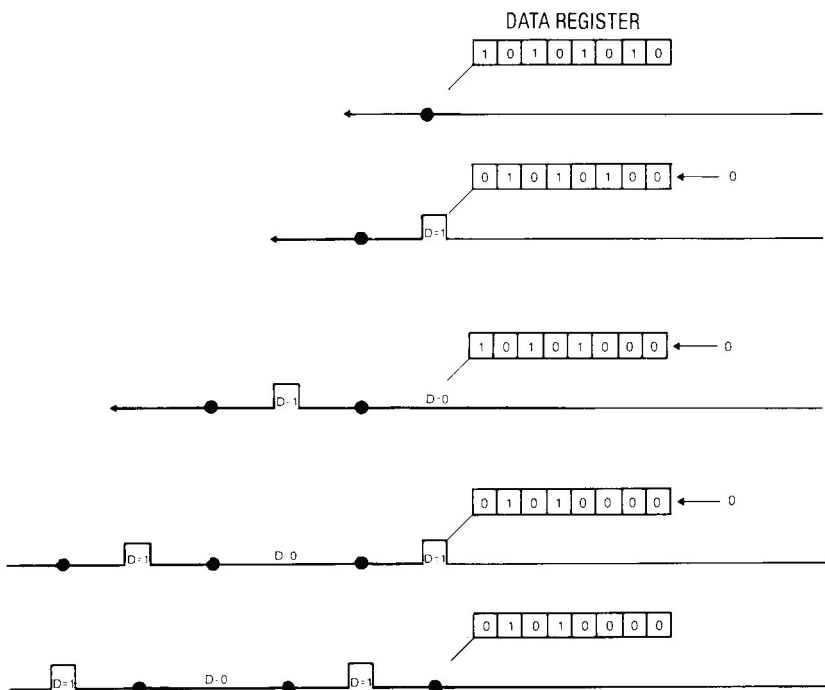 DATA REGISTER
1 0 1 0 1 0 1 0
0 1 0 1 0 1 0 0 0
D=1
1 0 1 0 1 0 0 0 0
D-1 D-0
0 1 0 1 0 0 0 0 0
D=1 D-0 D=1
0 1 0 1 0 0 0 0
D=1 D-0 D=1